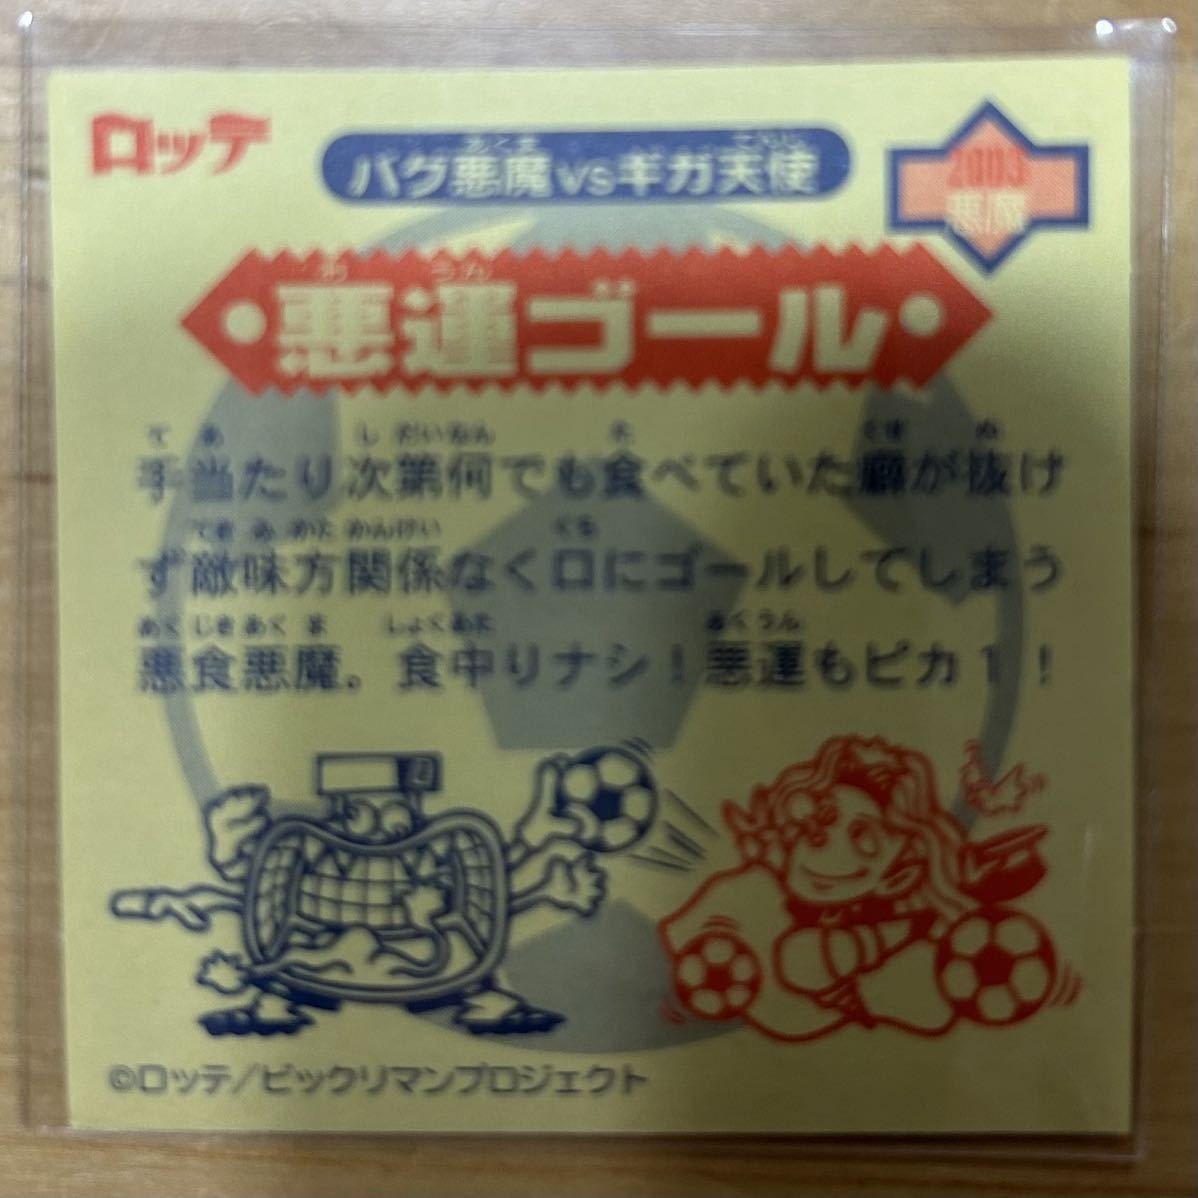 ロッテ
バグ悪魔vsギガ天使
2003
悪魔
悪運ゴール
手当たり次第何でも食べていた癖が抜け
ず敵味方関係なく口にゴールしてしまう
悪食悪魔。食中りナシ！悪運もピカ１！
©ロッテ/ビックリマンプロジェクト